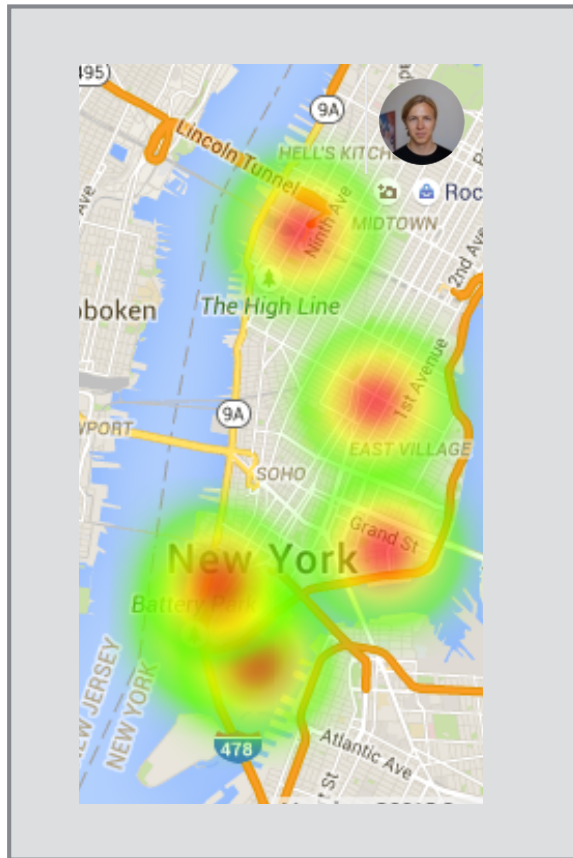 495
9A
Lincoln Tunnel
HELL'S KITCH
Roc
Ninth Ave
MIDTOWN
2nd Ave
Ave
The High Line
oboken
1st Avenue
9A
WPORT
EAST VILLAGE
SOHO
Grand St
New York
Battery Park
NEW JERSEY
NEW YORK
478
Atlantic Ave